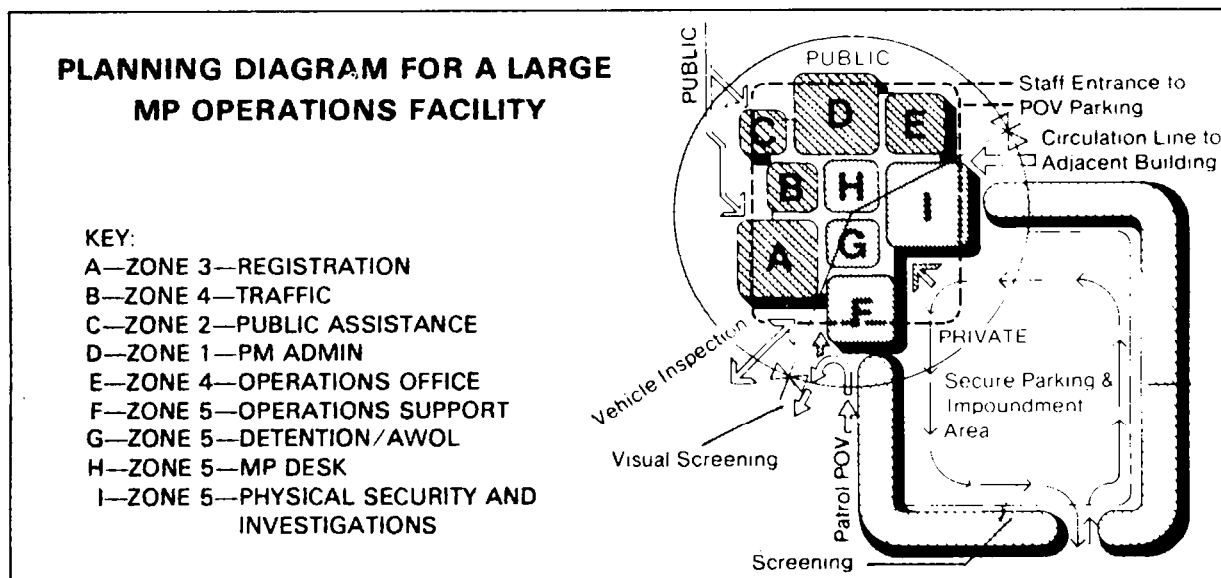 PLANNING DIAGRAM FOR A LARGE
MP OPERATIONS FACILITY
KEY:
A—ZONE 3—REGISTRATION
B—ZONE 4—TRAFFIC
C—ZONE 2—PUBLIC ASSISTANCE
D—ZONE 1—PM ADMIN
E—ZONE 4—OPERATIONS OFFICE
F—ZONE 5—OPERATIONS SUPPORT
G—ZONE 5—DETENTION/AWOL
H—ZONE 5—MP DESK
I—ZONE 5—PHYSICAL SECURITY AND
INVESTIGATIONS
PUBLIC
PUBLIC
Staff Entrance to
POV Parking
Circulation Line to
Adjacent Building
C
D
E
B
H
I
A
G
F
PRIVATE
Secure Parking &
Impoundment
Area
Vehicle Inspection
Visual Screening
Patrol POV
Screening